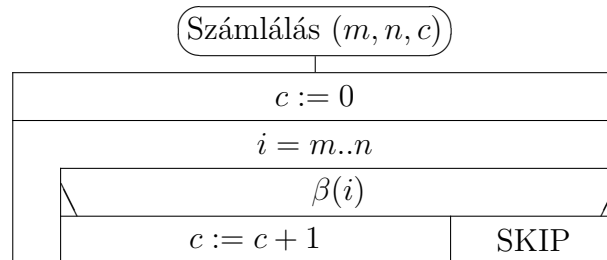 Számlálás (m, n, c)
c := 0
i = m..n
β(i)
c := c + 1 SKIP